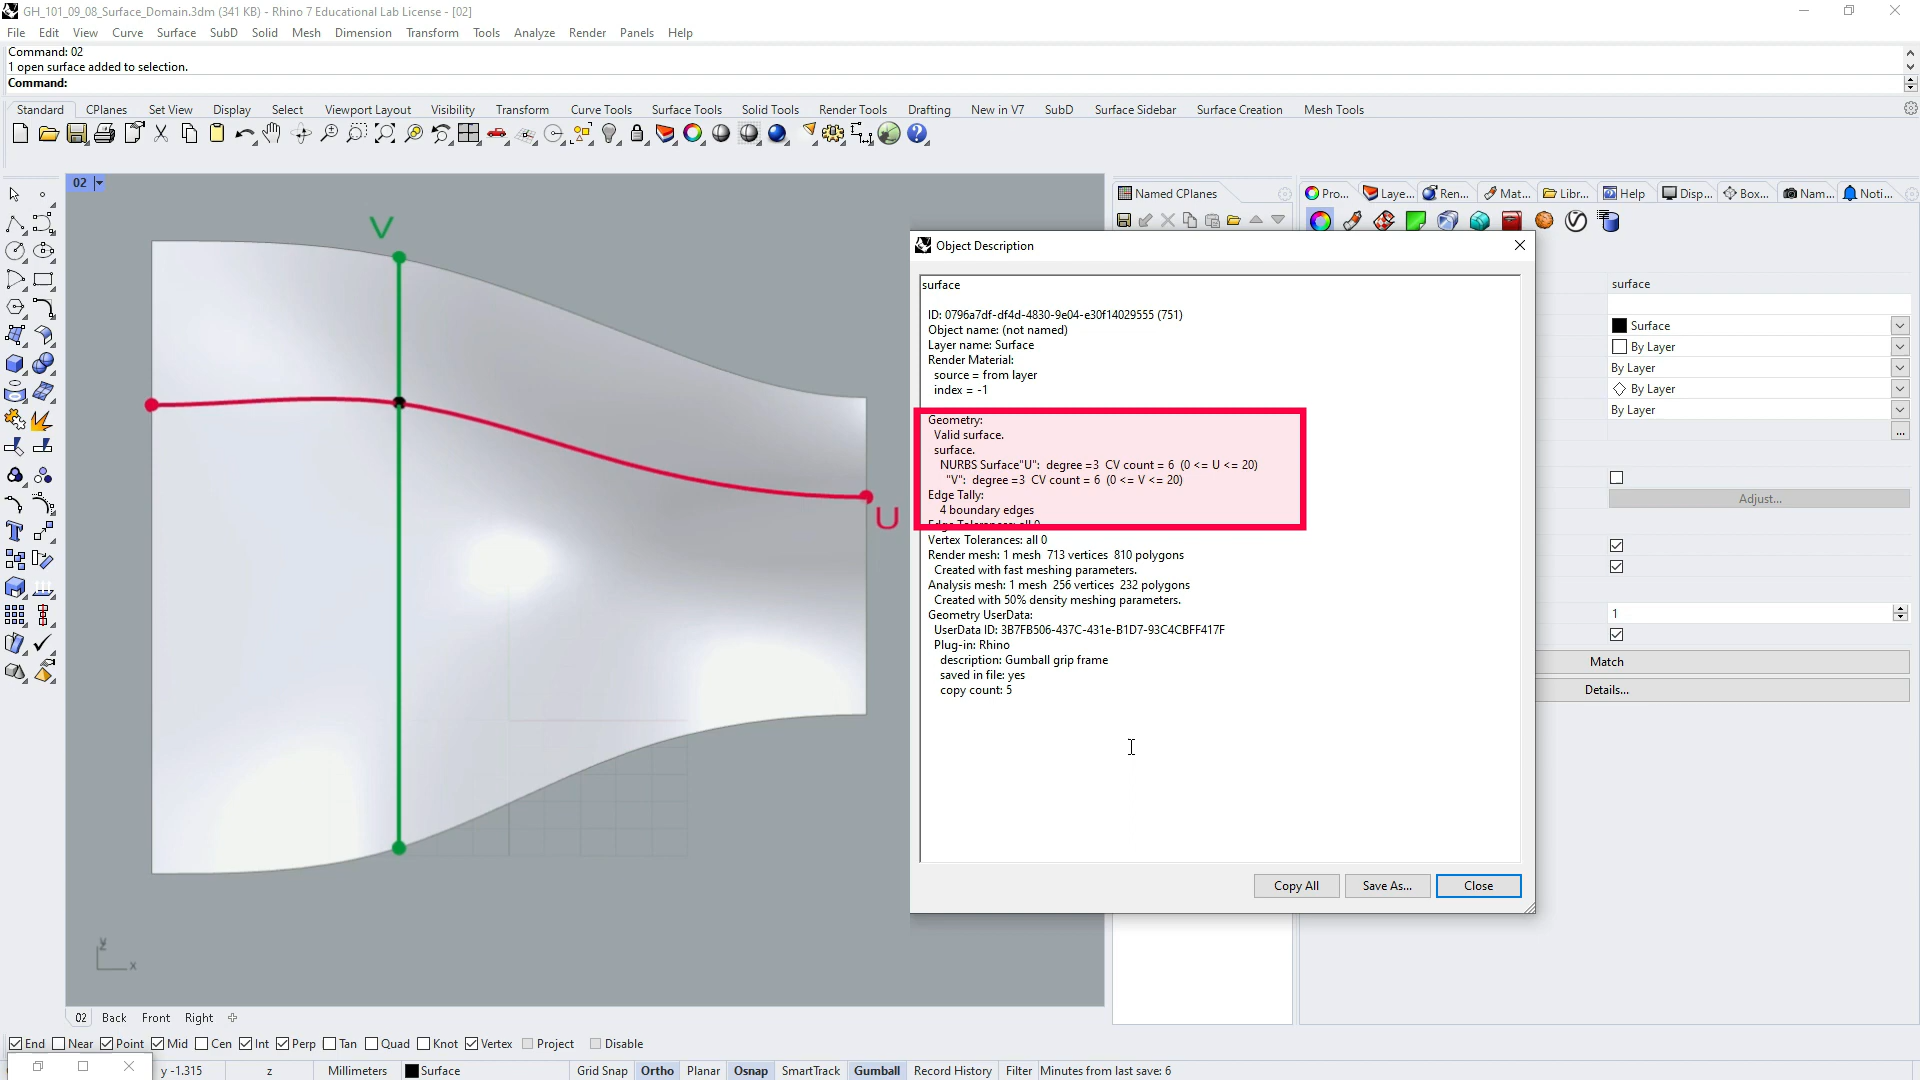 GH_101_09_08_Surface_Domain.3dm (341 KB) - Rhino 7 Educational Lab License - [02]
File Edit View Curve Surface SubD Solid Mesh Dimension Transform Tools Analyze Render Panels Help
Command: 02
1 open surface added to selection.
Command:
Standard CPlanes Set View Display Select Viewport Layout Visibility Transform Curve Tools Surface Tools Solid Tools Render Tools Drafting New in V7 SubD Surface Sidebar Surface Creation Mesh Tools
02
Named CPlanes
Pro... Laye... Ren... Mat... Libr... Help Disp... Box... Nam... Noti...
V
U
Object Description
surface
ID: 0796a7df-df4d-4830-9e04-e30f14029555 (751)
Object name: (not named)
Layer name: Surface
Render Material:
source = from layer
index = -1
Geometry:
Valid surface.
surface.
NURBS Surface"U": degree =3 CV count = 6 (0 <= U <= 20)
"V": degree =3 CV count = 6 (0 <= V <= 20)
Edge Tally:
4 boundary edges
Edge Tolerances: all 0
Vertex Tolerances: all 0
Render mesh: 1 mesh 713 vertices 810 polygons
Created with fast meshing parameters.
Analysis mesh: 1 mesh 256 vertices 232 polygons
Created with 50% density meshing parameters.
Geometry UserData:
UserData ID: 3B7FB506-437C-431e-B1D7-93C4CBFF417F
Plug-in: Rhino
description: Gumball grip frame
saved in file: yes
copy count: 5
Copy All Save As... Close
surface
Surface
By Layer
By Layer
By Layer
By Layer
...
Adjust...
1
Match
Details...
y
x
02 Back Front Right
End Near Point Mid Cen Int Perp Tan Quad Knot Vertex Project Disable
y -1.315 z Millimeters Surface Grid Snap Ortho Planar Osnap SmartTrack Gumball Record History Filter Minutes from last save: 6